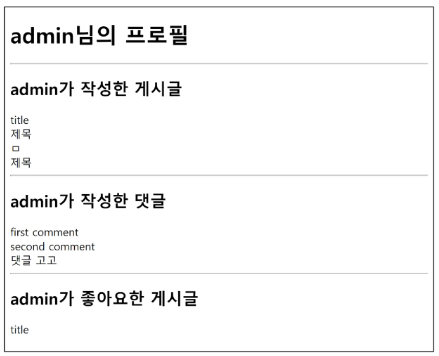 admin님의 프로필
admin가 작성한 게시글
title
제목
ㅁ
제목
admin가 작성한 댓글
first comment
second comment
댓글 고고
admin가 좋아요한 게시글
title